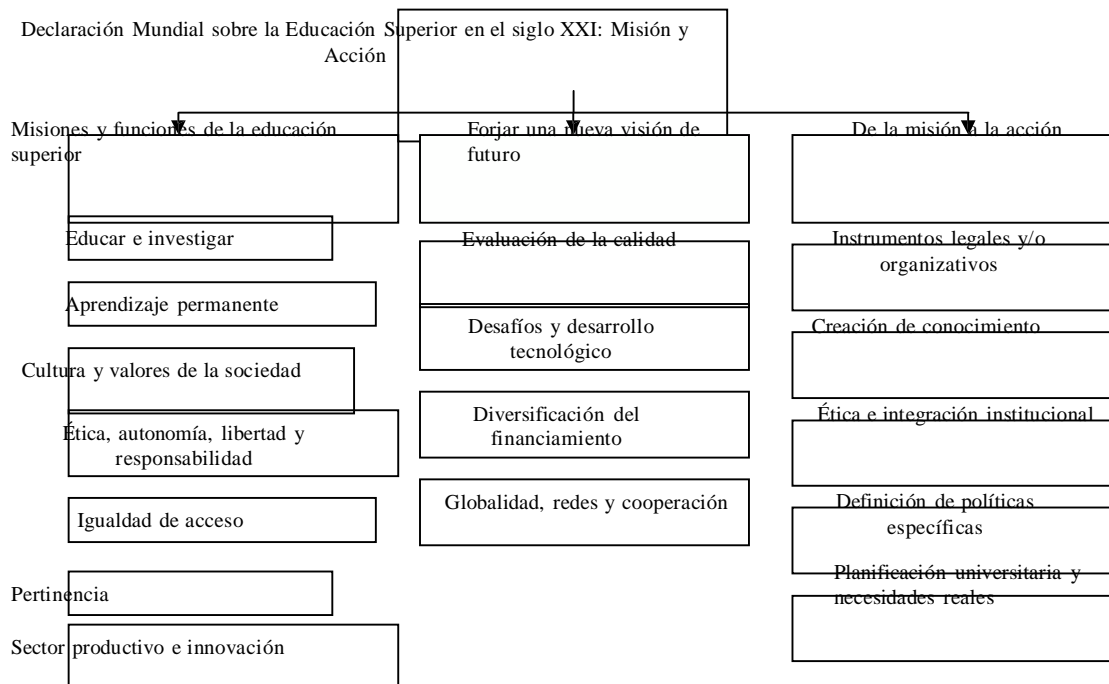 Declaración Mundial sobre la Educación Superior en el siglo XXI: Misión y
Acción
Misiones y funciones de la educación
superior
Educar e investigar
Aprendizaje permanente
Cultura y valores de la sociedad
Ética, autonomía, libertad y
responsabilidad
Igualdad de acceso
Pertinencia
Sector productivo e innovación
Forjar una nueva visión de
futuro
Evaluación de la calidad
Desafíos y desarrollo
tecnológico
Diversificación del
financiamiento
Globalidad, redes y cooperación
De la misión a la acción
Instrumentos legales y/o
organizativos
Creación de conocimiento
Ética e integración institucional
Definición de políticas
específicas
Planificación universitaria y
necesidades reales